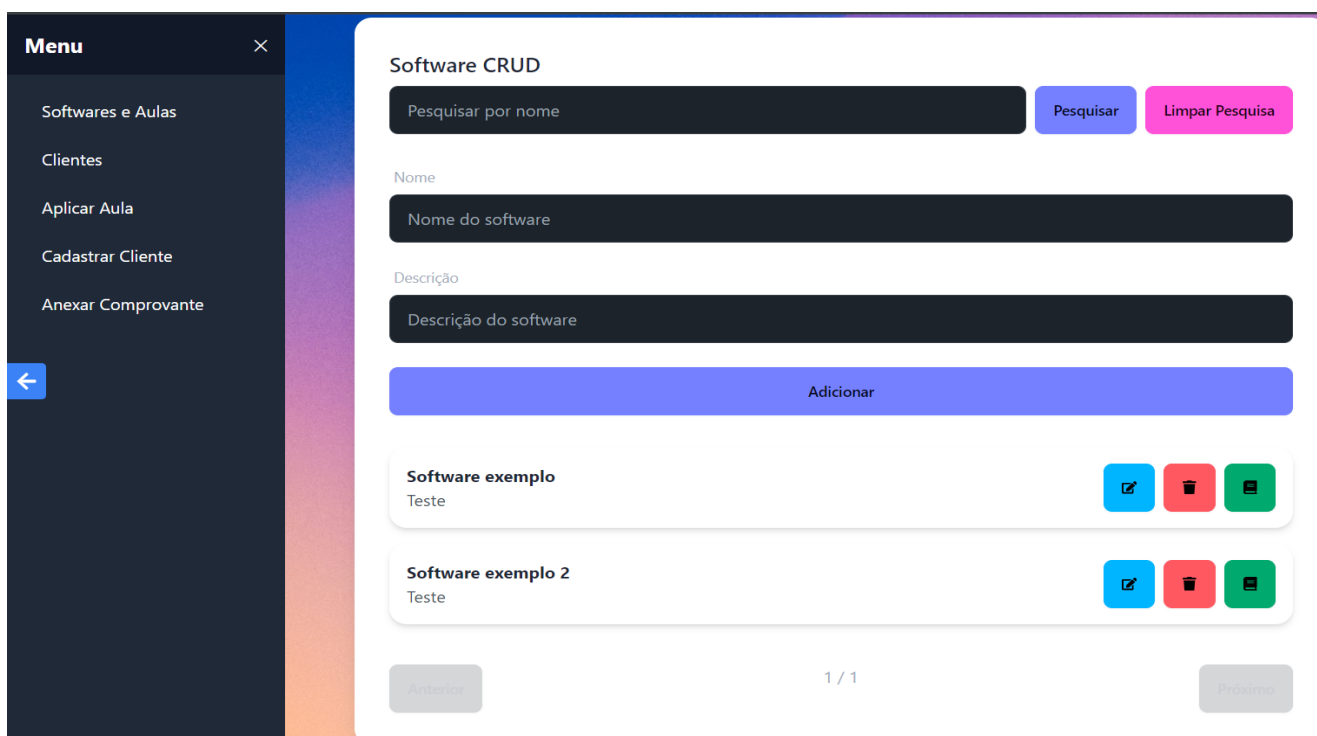 Menu
Softwares e Aulas
Clientes
Aplicar Aula
Cadastrar Cliente
Anexar Comprovante
Software CRUD
Pesquisar por nome
Pesquisar
Limpar Pesquisa
Nome
Nome do software
Descrição
Descrição do software
Adicionar
Software exemplo
Teste
Software exemplo 2
Teste
Anterior
1 / 1
Próximo